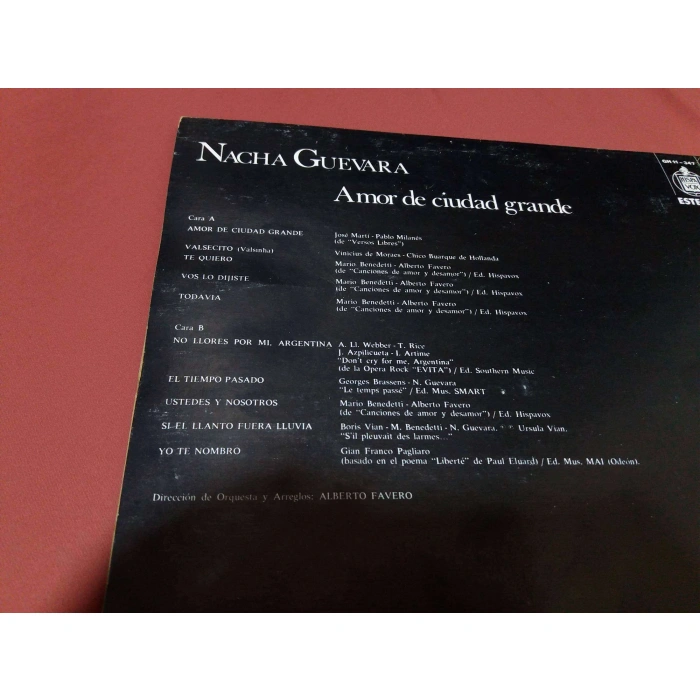 NACHA GUEVARA
Amor de ciudad grande
GH H - 347
HISPA
VOX
ESTE
Cara A
AMOR DE CIUDAD GRANDE José Martí - Pablo Milanés
(de "Versos Libres")
VALSECITO (Valsinha) Vinicius de Moraes - Chico Buarque de Hollanda
TE QUIERO Mario Benedetti - Alberto Favero
(de "Canciones de amor y desamor") / Ed. Hispavox
VOS LO DIJISTE Mario Benedetti - Alberto Favero
(de "Canciones de amor y desamor") / Ed. Hispavox
TODAVIA Mario Benedetti - Alberto Favero
(de "Canciones de amor y desamor") / Ed. Hispavox
Cara B
NO LLORES POR MI, ARGENTINA A. Ll. Webber - T. Rice
J. Azpilicueta - I. Artime
"Don't cry for me, Argentina"
(de la Opera Rock "EVITA") / Ed. Southern Music
EL TIEMPO PASADO Georges Brassens - N. Guevara
"Le temps passé" / Ed. Mus. SMART
USTEDES Y NOSOTROS Mario Benedetti - Alberto Favero
(de "Canciones de amor y desamor") / Ed. Hispavox
SI EL LLANTO FUERA LLUVIA Boris Vian - M. Benedetti - N. Guevara. Ursula Vian.
"S'il pleuvait des larmes..."
YO TE NOMBRO Gian Franco Pagliaro
(basado en el poema "Liberté" de Paul Eluard) / Ed. Mus. MAI (Odeón).
Dirección de Orquesta y Arreglos: ALBERTO FAVERO